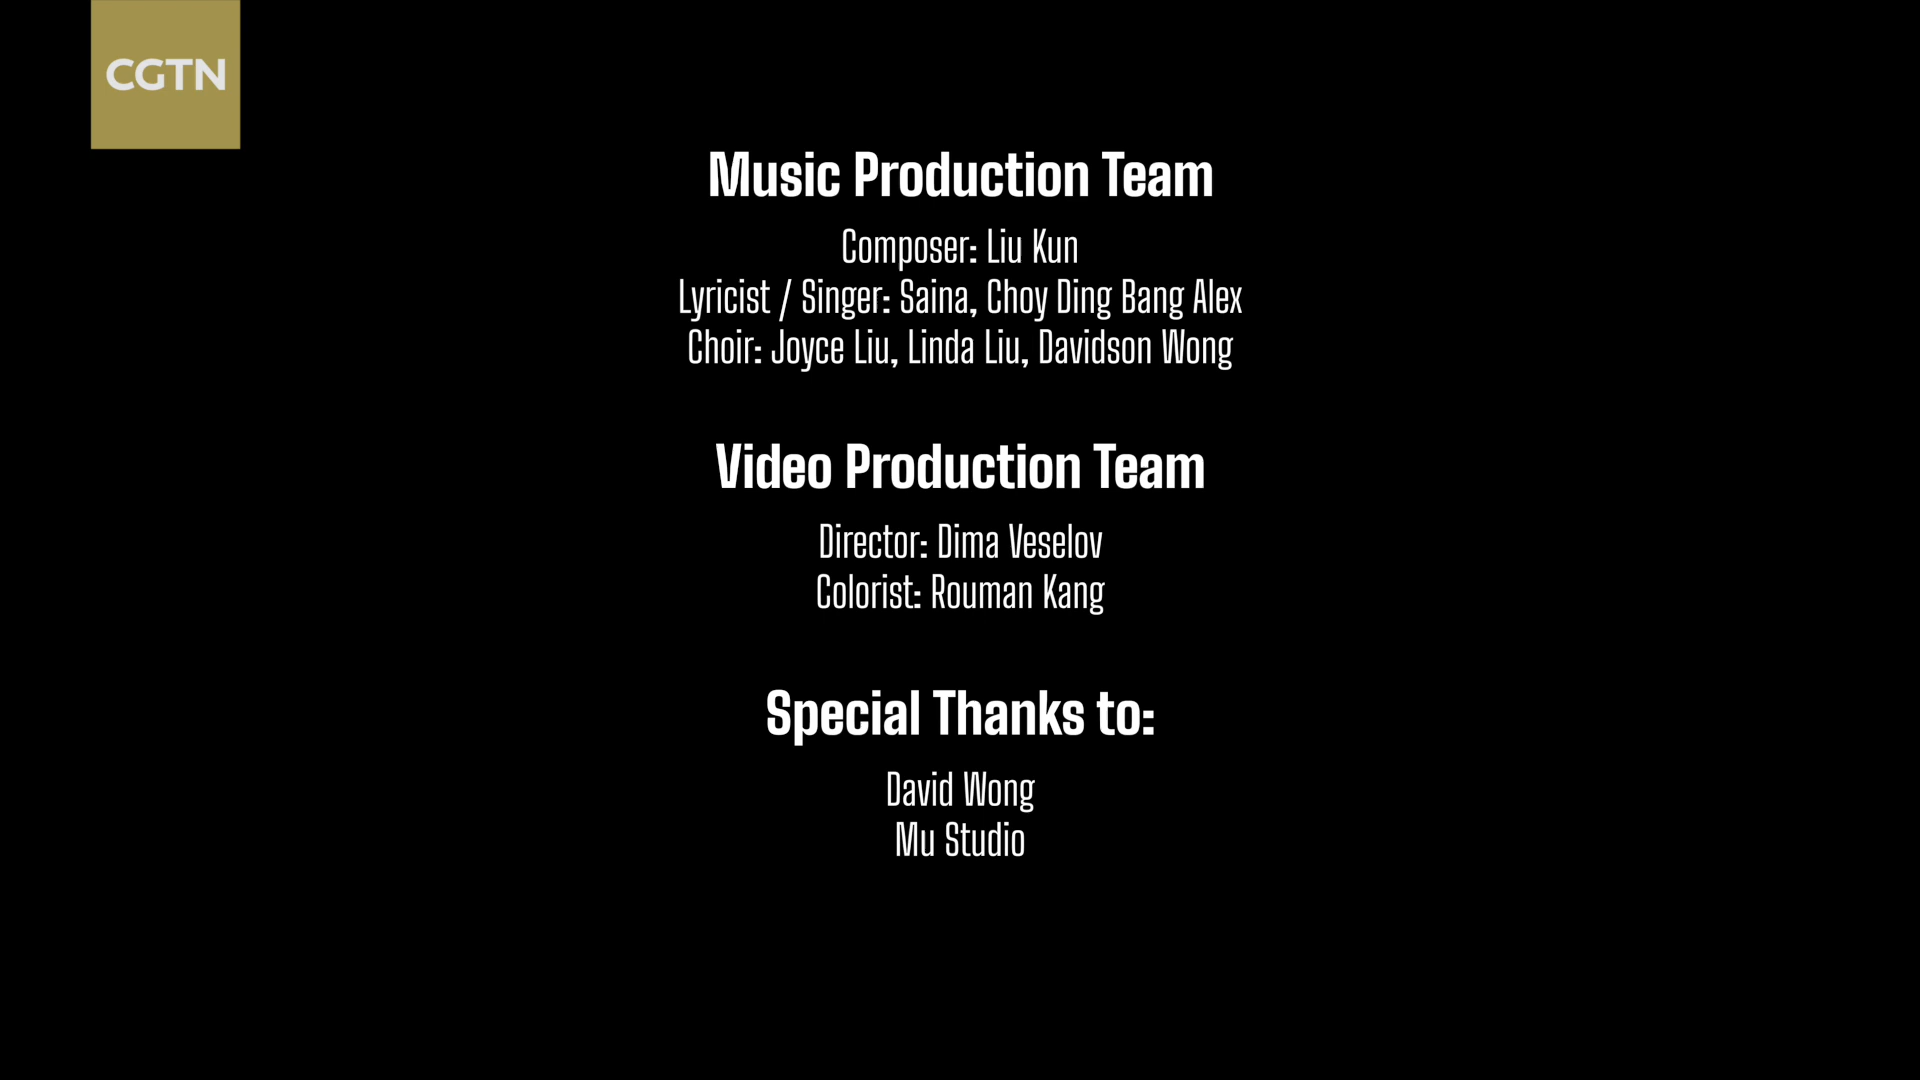 CGTN
Music Production Team
Composer: Liu Kun
Lyricist / Singer: Saina, Choy Ding Bang Alex
Choir: Joyce Liu, Linda Liu, Davidson Wong
Video Production Team
Director: Dima Veselov
Colorist: Rouman Kang
Special Thanks to:
David Wong
Mu Studio